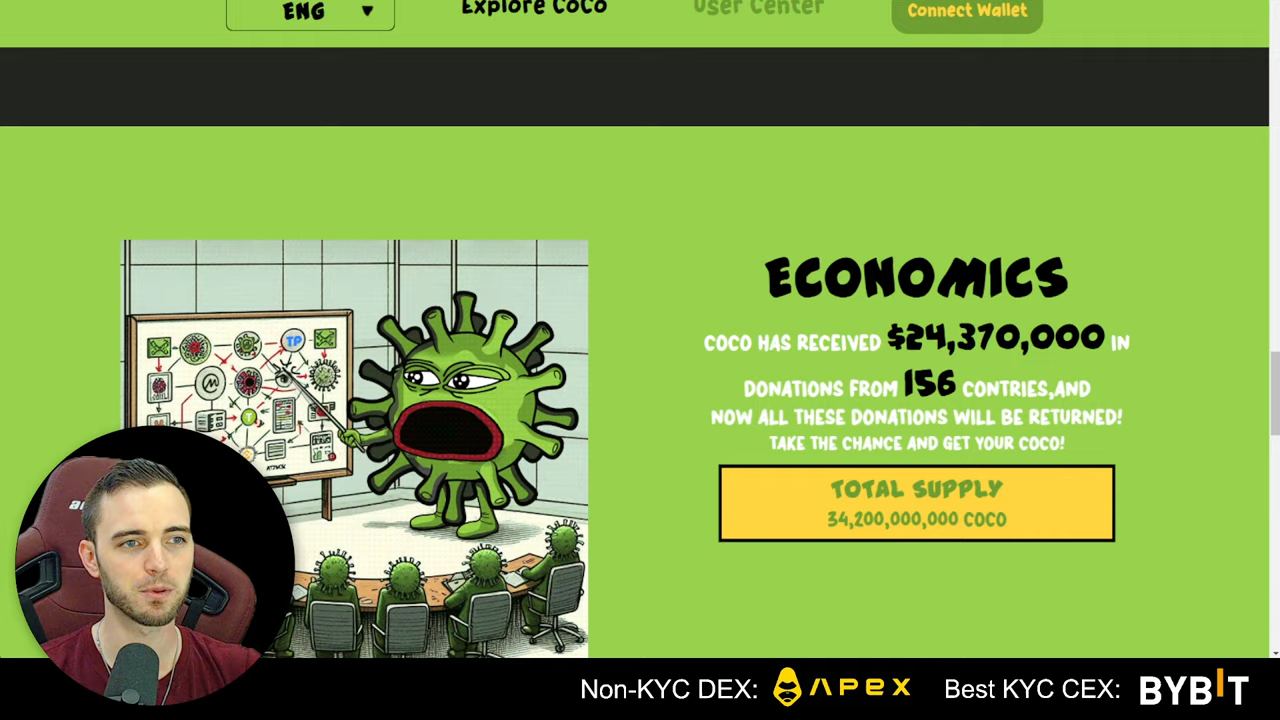 ENG ▼
Explore CoCo
User Center
Connect Wallet
TP
ATTACK
ECONOMICS
COCO HAS RECEIVED $24,370,000 IN
DONATIONS FROM 156 CONTRIES,AND
NOW ALL THESE DONATIONS WILL BE RETURNED!
TAKE THE CHANCE AND GET YOUR COCO!
TOTAL SUPPLY
34,200,000,000 COCO
Non-KYC DEX: APEX Best KYC CEX: BYBIT